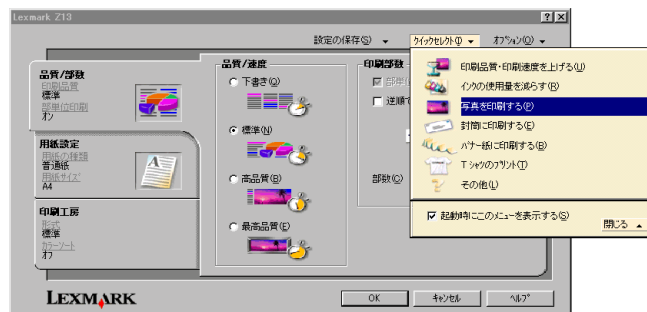 Lexmark Z13
設定の保存(S)
クイックセレクト(I)
オプション(O)
品質/部数
印刷品質
標準
部単位印刷
オン
用紙設定
用紙の種類
普通紙
用紙サイズ
A4
印刷工房
形式
標準
カラーソート
オフ
品質/速度
下書き(Q)
標準(N)
高品質(B)
最高品質(E)
印刷部数
部単
逆順
部数(C)
印刷品質・印刷速度を上げる(U)
インクの使用量を減らす(R)
写真を印刷する(P)
封筒に印刷する(E)
バナー紙に印刷する(B)
Tシャツのプリント(T)
その他(L)
起動時にこのメニューを表示する(S)
閉じる
LEXMARK
OK
キャンセル
ヘルプ